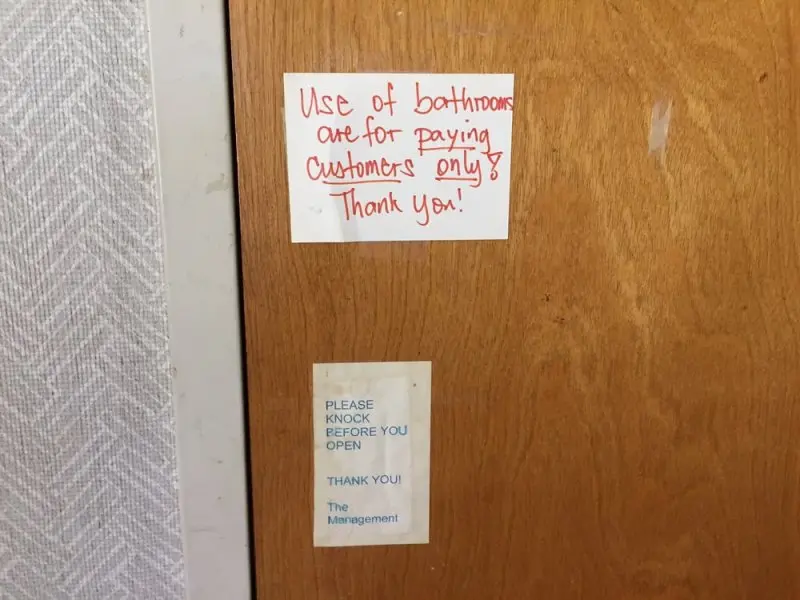 Use of bathrooms
are for paying
customers only!
Thank you!
PLEASE
KNOCK
BEFORE YOU
OPEN
THANK YOU!
The
Management